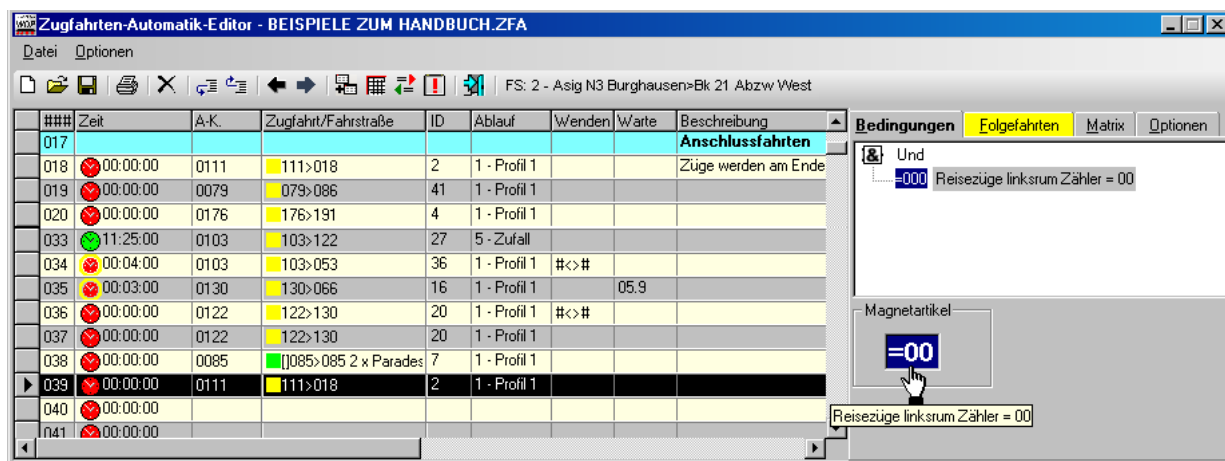 Zugfahrten-Automatik-Editor - BEISPIELE ZUM HANDBUCH.ZFA
Datei Optionen
FS: 2 - Asig N3 Burghausen>Bk 21 Abzw West
### Zeit A-K. Zugfahrt/Fahrstraße ID Ablauf Wenden Warte Beschreibung
017 Anschlussfahrten
018 00:00:00 0111 111>018 2 1 - Profil 1 Züge werden am Ende
019 00:00:00 0079 079>086 41 1 - Profil 1
020 00:00:00 0176 176>191 4 1 - Profil 1
033 11:25:00 0103 103>122 27 5 - Zufall
034 00:04:00 0103 103>053 36 1 - Profil 1 #<>#
035 00:03:00 0130 130>066 16 1 - Profil 1 05.9
036 00:00:00 0122 122>130 20 1 - Profil 1 #<>#
037 00:00:00 0122 122>130 20 1 - Profil 1
038 00:00:00 0085 []085>085 2 x Parades 7 1 - Profil 1
039 00:00:00 0111 111>018 2 1 - Profil 1
040 00:00:00
041 00:00:00
Bedingungen Folgefahrten Matrix Optionen
& Und
=000 Reisezüge linksrum Zähler = 00
Magnetartikel
=00
Reisezüge linksrum Zähler = 00